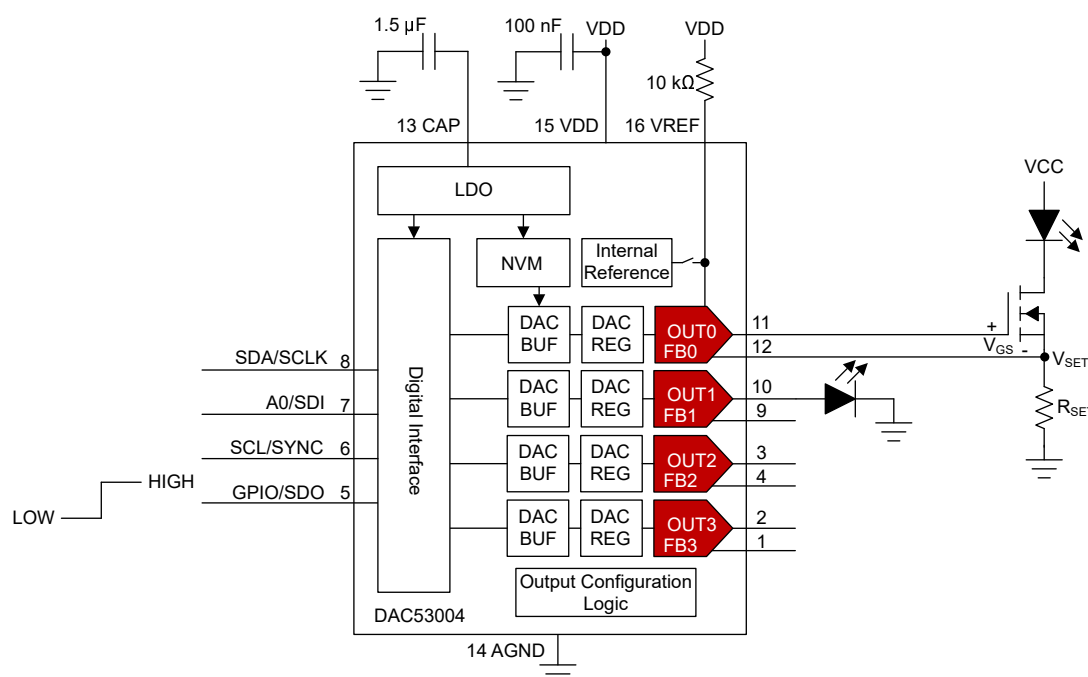 1.5 µF
100 nF
VDD
VDD
10 kΩ
13 CAP
15 VDD
16 VREF
LDO
VCC
NVM
Internal
Reference
DAC
BUF
DAC
REG
OUT0
FB0
11
12
+
VGS
-
VSET
SDA/SCLK
8
Digital Interface
DAC
BUF
DAC
REG
OUT1
FB1
10
9
A0/SDI
7
RSE
SCL/SYNC
6
DAC
BUF
DAC
REG
OUT2
FB2
3
4
HIGH
GPIO/SDO
5
LOW
DAC
BUF
DAC
REG
OUT3
FB3
2
1
Output Configuration
Logic
DAC53004
14 AGND